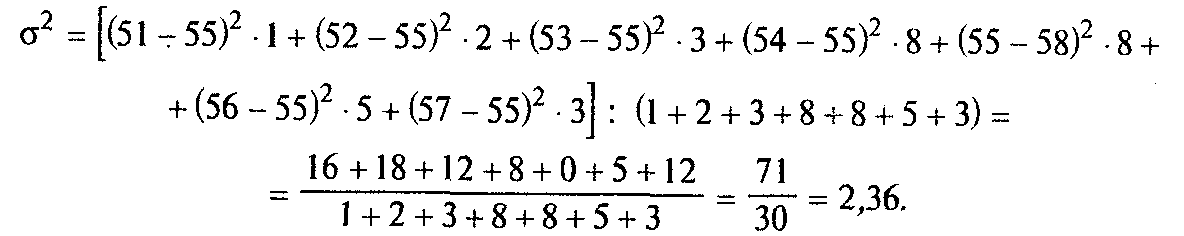 σ² = [(51 − 55)² · 1 + (52 − 55)² · 2 + (53 − 55)² · 3 + (54 − 55)² · 8 + (55 − 58)² · 8 +
+ (56 − 55)² · 5 + (57 − 55)² · 3] : (1 + 2 + 3 + 8 + 8 + 5 + 3) =
= (16 + 18 + 12 + 8 + 0 + 5 + 12) / (1 + 2 + 3 + 8 + 8 + 5 + 3) = 71/30 = 2,36.